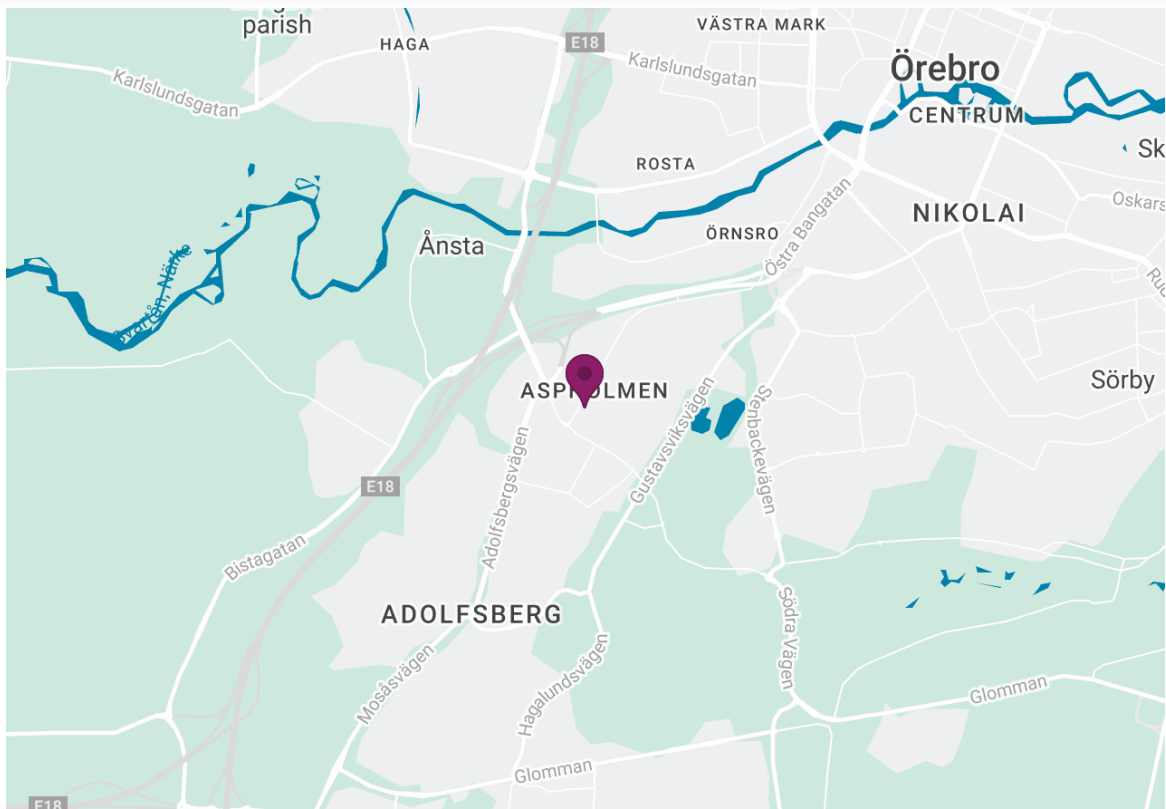 parish
HAGA
E18
VÄSTRA MARK
Karlslundsgatan
Karlslundsgatan
Örebro
CENTRUM
ROSTA
Sk
Oskars
NIKOLAI
Östra Bangatan
ÖRNSRO
Ånsta
Svartån, Närke
Sörby
Stenbackevägen
Gustavsviksvägen
Adolfsbergsvägen
E18
Bistagatan
ADOLFSBERG
Södra Vägen
Mosåsvägen
Hagalundsvägen
Glomman
Glomman
E18